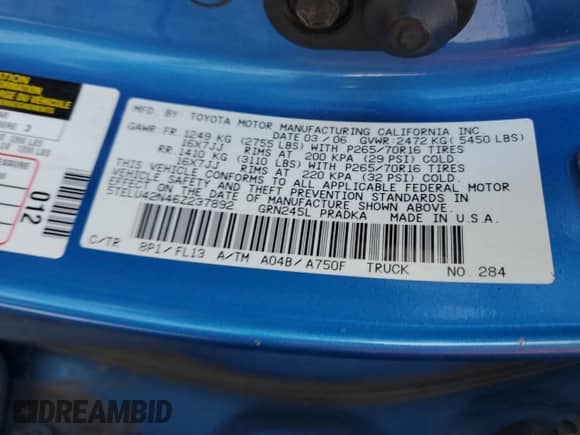 MFD. BY: TOYOTA MOTOR MANUFACTURING CALIFORNIA INC
DATE 03/06 GVWR: 2472 KG (5450 LBS)
GAWR: FR 1249 KG (2755 LBS) WITH P265/70R16 TIRES
16X7JJ RIMS AT 200 KPA (29 PSI) COLD.
RR 1410 KG (3110 LBS) WITH P265/70R16 TIRES
16X7JJ RIMS AT 220 KPA (32 PSI) COLD.
THIS VEHICLE CONFORMS TO ALL APPLICABLE FEDERAL MOTOR
VEHICLE SAFETY AND THEFT PREVENTION STANDARDS IN
EFFECT ON THE DATE OF MANUFACTURE SHOWN ABOVE.
5TELU42N46Z237892 GRN245L PRADKA MADE IN U.S.A.
C/TR 8P1/FL13 A/TM A04B/A750F TRUCK NO. 284
012
DREAMBID